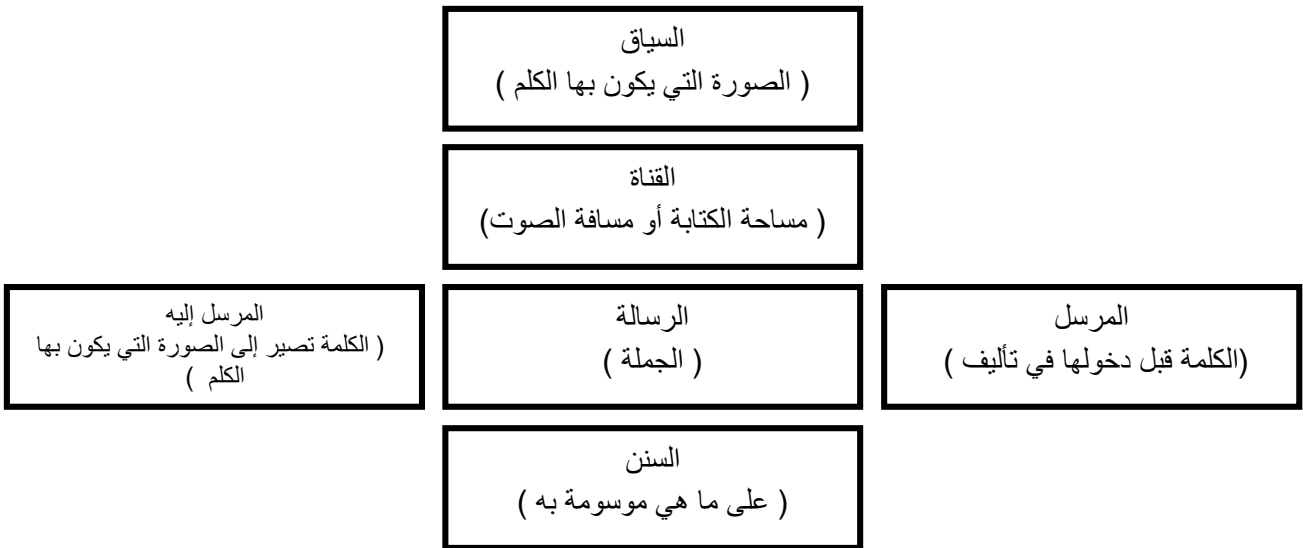 السياق
( الصورة التي يكون بها الكلم )
القناة
( مساحة الكتابة أو مسافة الصوت)
المرسل
(الكلمة قبل دخولها في تأليف )
الرسالة
( الجملة )
المرسل إليه
( الكلمة تصير إلى الصورة التي يكون بها
الكلم )
السنن
( على ما هي موسومة به )